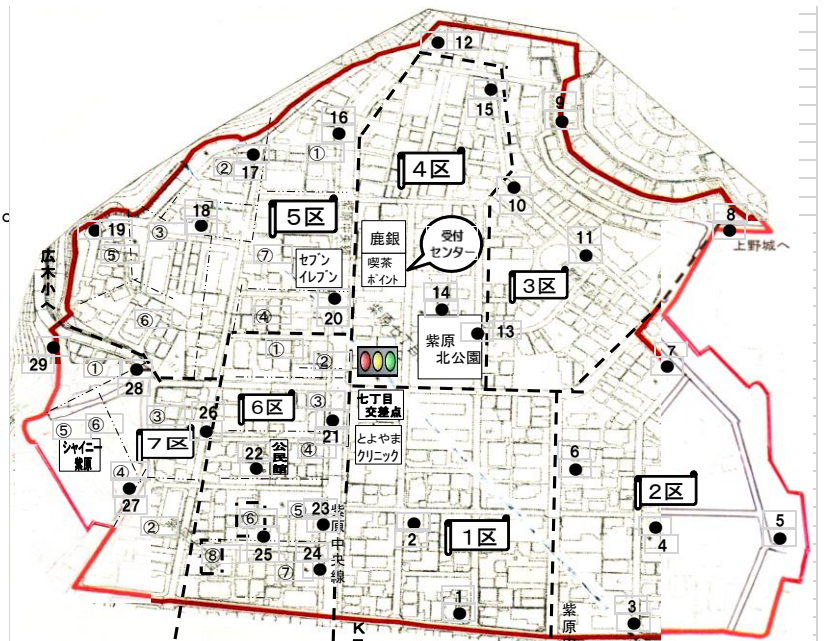 12
15
9
16
①
4区
②
17
10
5区
18
③
19
⑤
8
上野城へ
鹿銀
受付
センター
広木小へ
⑦
セブン
イレブン
喫茶
ポイント
11
3区
④
20
14
13
紫原
北公園
⑥
①
②
29
①
28
7
七丁目
交差点
6区
③
21
③
26
⑤
⑥
シャイニー
紫原
7区
公民館
④
とよやま
クリニック
22
6
④
27
2区
②
⑥
⑤
23
紫原中央線
2
1区
4
5
25
⑧
24
⑦
1
3
紫原
K